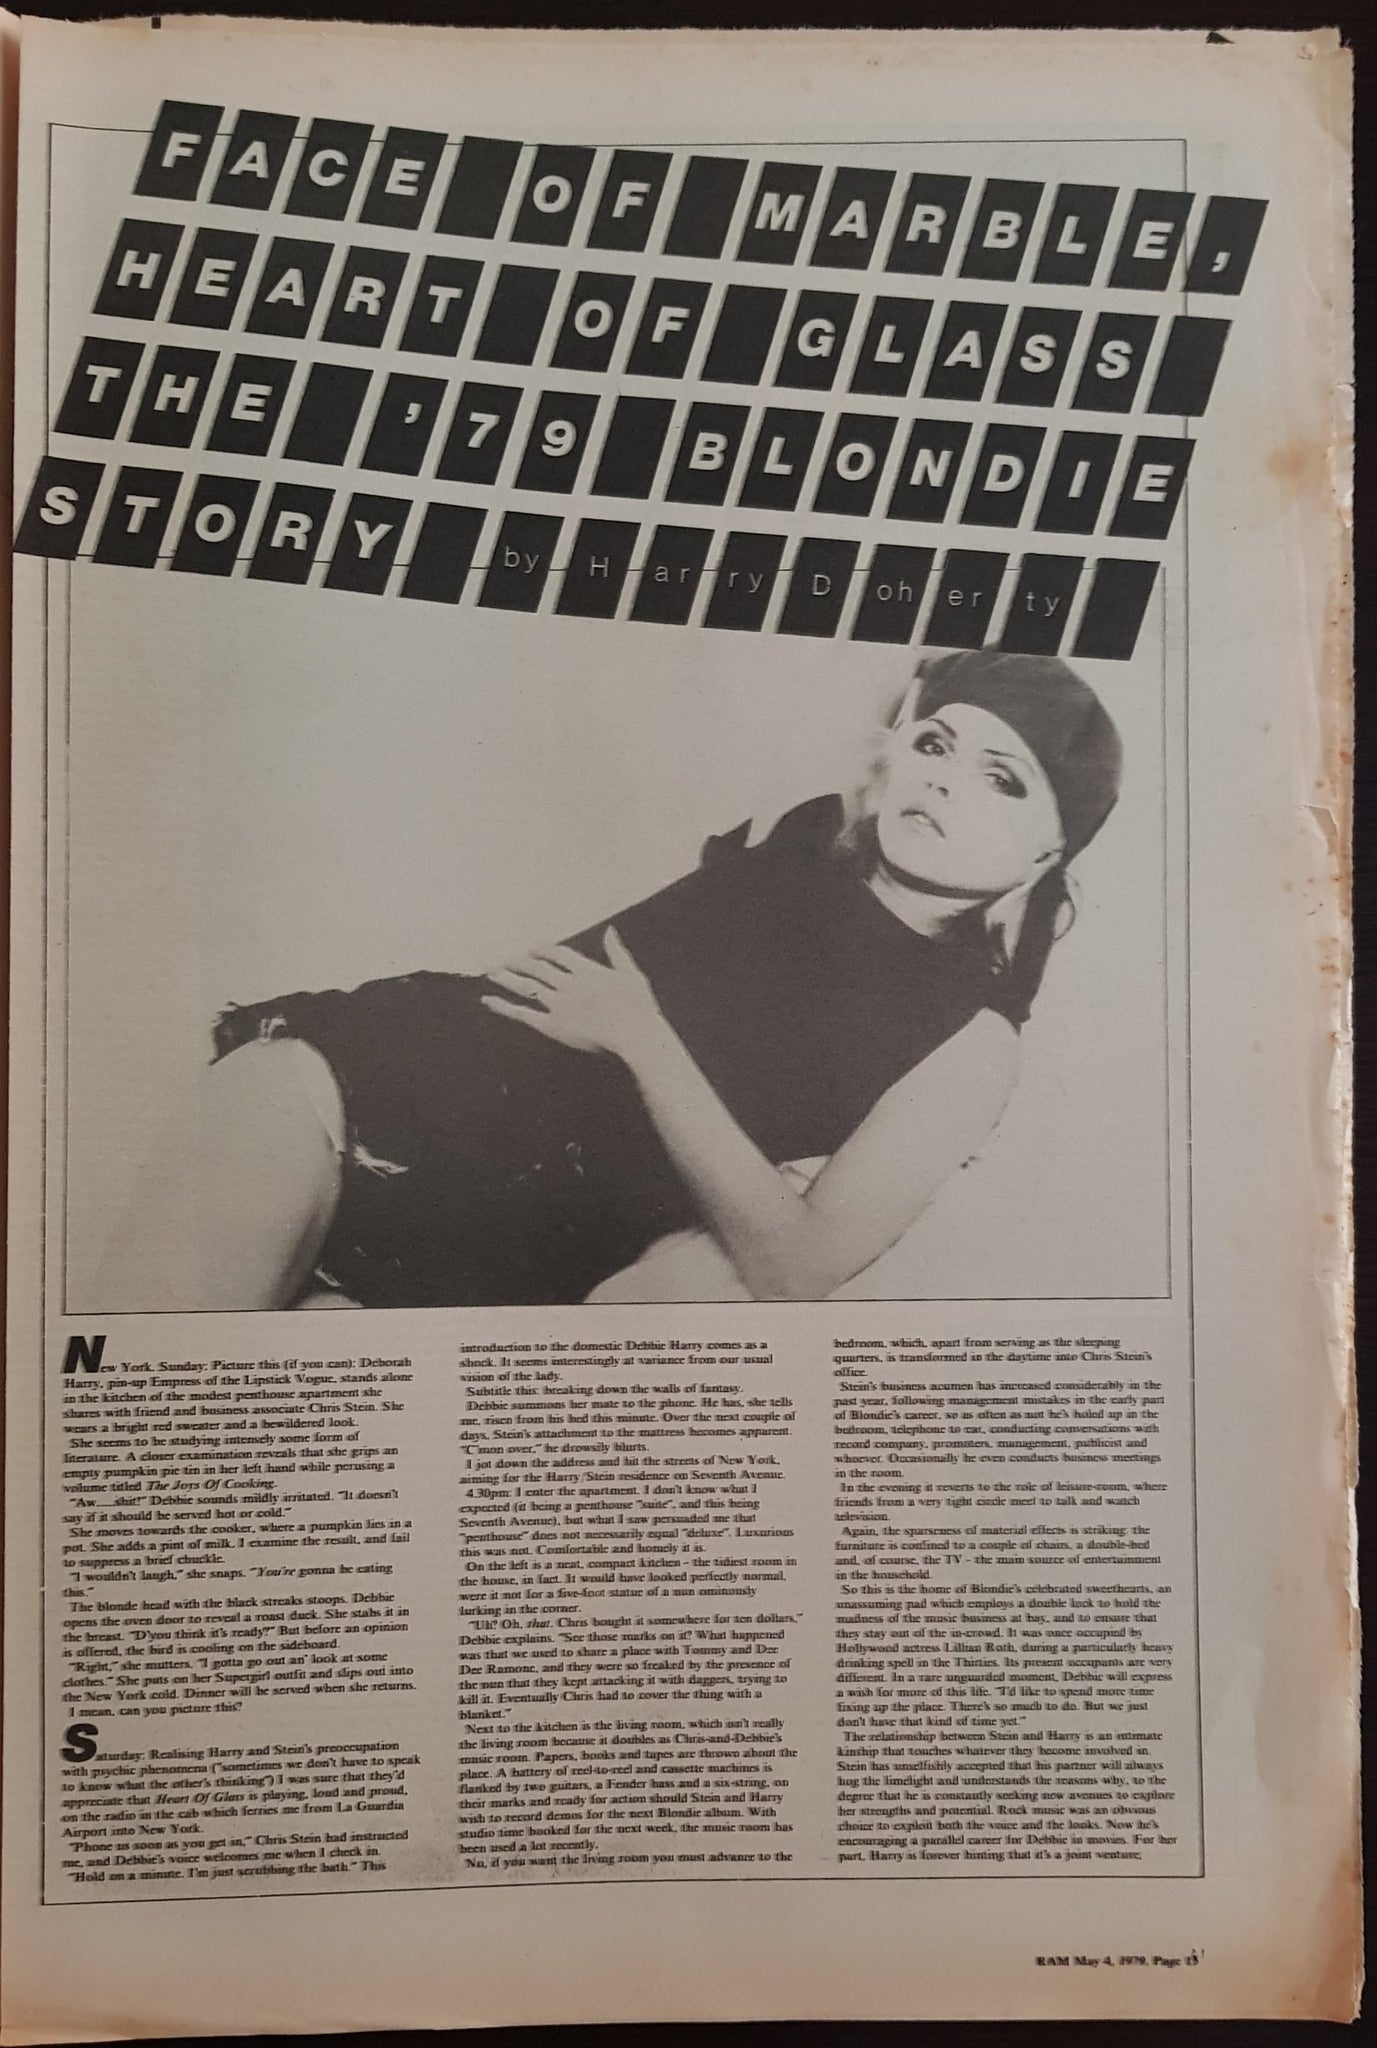 FACE OF MARBLE,
HEART OF GLASS
THE '79 BLONDIE
STORY by Harry Doherty
New York. Sunday: Picture this (if you can): Deborah
Harry, pin-up Empress of the Lipstick Vogue, stands alone
in the kitchen of the modest penthouse apartment she
shares with friend and business associate Chris Stein. She
wears a bright red sweater and a bewildered look.
She seems to be studying intensely some form of
literature. A closer examination reveals that she grips an
empty pumpkin pie tin in her left hand while perusing a
volume titled The Joys Of Cooking.
"Aw.....shit!" Debbie sounds mildly irritated. "It doesn't
say if it should be served hot or cold."
She moves towards the cooker, where a pumpkin lies in a
pot. She adds a pint of milk. I examine the result, and fail
to suppress a brief chuckle.
"I wouldn't laugh," she snaps. "You're gonna be eating
this."
The blonde head with the black streaks stoops. Debbie
opens the oven door to reveal a roast duck. She stabs it in
the breast. "D'you think it's ready?" But before an opinion
is offered, the bird is cooling on the sideboard.
"Right," she mutters. "I gotta go out an' look at some
clothes." She puts on her Supergirl outfit and slips out into
the New York cold. Dinner will be served when she returns.
I mean, can you picture this?
Saturday: Realising Harry and Stein's preoccupation
with psychic phenomena ("sometimes we don't have to speak
to know what the other's thinking") I was sure that they'd
appreciate that Heart Of Glass is playing, loud and proud,
on the radio in the cab which ferries me from La Guardia
Airport into New York.
"Phone us soon as you get in," Chris Stein had instructed
me, and Debbie's voice welcomes me when I check in.
"Hold on a minute. I'm just scrubbing the bath." This
introduction to the domestic Debbie Harry comes as a
shock. It seems interestingly at variance from our usual
vision of the lady.
Subtitle this: breaking down the walls of fantasy.
Debbie summons her mate to the phone. He has, she tells
me, risen from his bed this minute. Over the next couple of
days, Stein's attachment to the mattress becomes apparent.
"C'mon over," he drowsily blurts.
I jot down the address and hit the streets of New York,
aiming for the Harry/Stein residence on Seventh Avenue.
4.30pm: I enter the apartment. I don't know what I
expected (it being a penthouse "suite", and this being
Seventh Avenue), but what I saw persuaded me that
"penthouse" does not necessarily equal "deluxe". Luxurious
this was not. Comfortable and homely it is.
On the left is a neat, compact kitchen – the tidiest room in
the house, in fact. It would have looked perfectly normal,
were it not for a five-foot statue of a nun ominously
lurking in the corner.
"Uh? Oh, that. Chris bought it somewhere for ten dollars,"
Debbie explains. "See those marks on it? What happened
was that we used to share a place with Tommy and Dee
Dee Ramone, and they were so freaked by the presence of
the nun that they kept attacking it with daggers, trying to
kill it. Eventually Chris had to cover the thing with a
blanket."
Next to the kitchen is the living room, which isn't really
the living room because it doubles as Chris-and-Debbie's
music room. Papers, books and tapes are thrown about the
place. A battery of reel-to-reel and cassette machines is
flanked by two guitars, a Fender bass and a six-string, on
their marks and ready for action should Stein and Harry
wish to record demos for the next Blondie album. With
studio time booked for the next week, the music room has
been used a lot recently.
No, if you want the living room you must advance to the
bedroom, which, apart from serving as the sleeping
quarters, is transformed in the daytime into Chris Stein's
office.
Stein's business acumen has increased considerably in the
past year, following management mistakes in the early part
of Blondie's career, so as often as not he's holed up in the
bedroom, telephone to ear, conducting conversations with
record company, promoters, management, publicist and
whoever. Occasionally he even conducts business meetings
in the room.
In the evening it reverts to the role of leisure-room, where
friends from a very tight circle meet to talk and watch
television.
Again, the sparseness of material effects is striking: the
furniture is confined to a couple of chairs, a double-bed
and, of course, the TV – the main source of entertainment
in the household.
So this is the home of Blondie's celebrated sweethearts, an
unassuming pad which employs a double lock to hold the
madness of the music business at bay, and to ensure that
they stay out of the in-crowd. It was once occupied by
Hollywood actress Lillian Roth, during a particularly heavy
drinking spell in the Thirties. Its present occupants are very
different. In a rare unguarded moment, Debbie will express
a wish for more of this life. "I'd like to spend more time
fixing up the place. There's so much to do. But we just
don't have that kind of time yet."
The relationship between Stein and Harry is an intimate
kinship that touches whatever they become involved in.
Stein has unselfishly accepted that his partner will always
hog the limelight and understands the reasons why, to the
degree that he is constantly seeking new avenues to explore
her strengths and potential. Rock music was an obvious
choice to exploit both the voice and the looks. Now he's
encouraging a parallel career for Debbie in movies. For her
part, Harry is forever hinting that it's a joint venture;
RAM May 4, 1979, Page 13